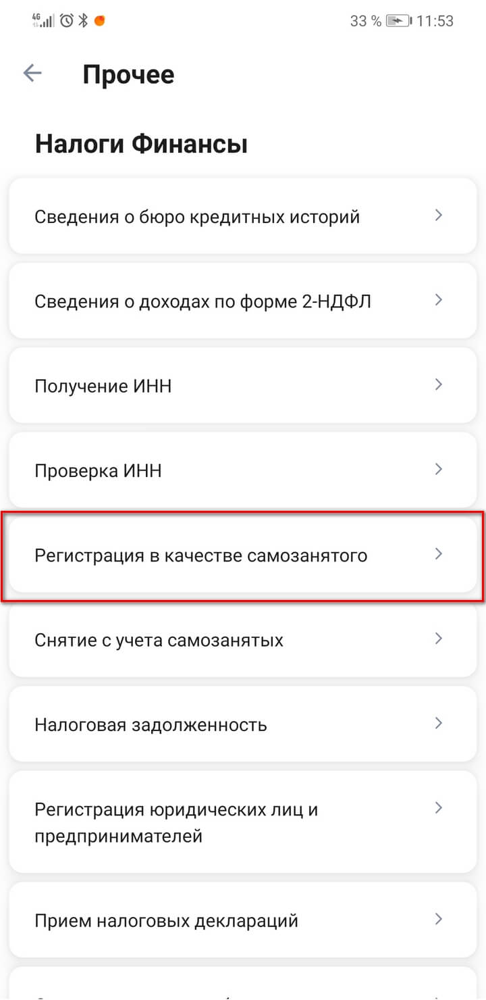 4G 33 % 11:53
Прочее
Налоги Финансы
Сведения о бюро кредитных историй
Сведения о доходах по форме 2-НДФЛ
Получение ИНН
Проверка ИНН
Регистрация в качестве самозанятого
Снятие с учета самозанятых
Налоговая задолженность
Регистрация юридических лиц и
предпринимателей
Прием налоговых деклараций